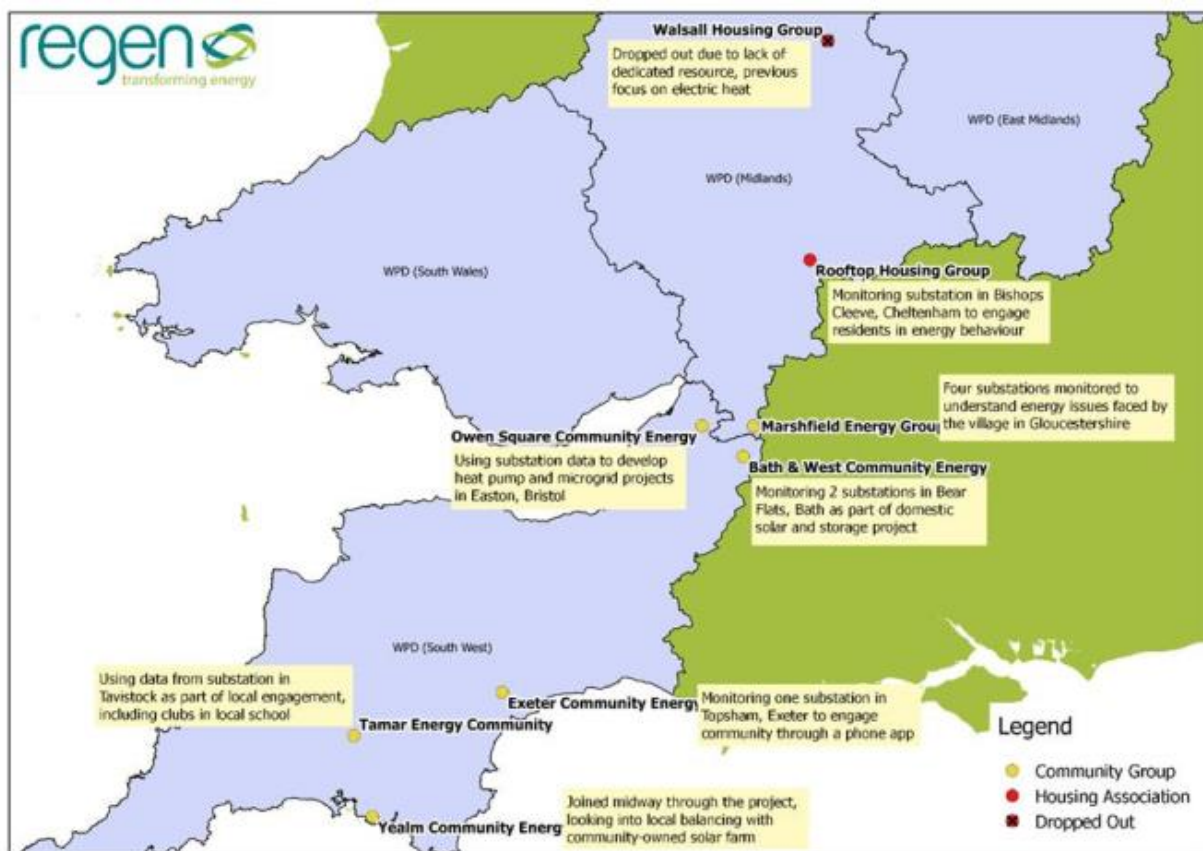 regen
transforming energy
Walsall Housing Group
Dropped out due to lack of
dedicated resource, previous
focus on electric heat
WPD (East Midlands)
WPD (Midlands)
WPD (South Wales)
Rooftop Housing Group
Monitoring substation in Bishops
Cleeve, Cheltenham to engage
residents in energy behaviour
Four substations monitored to
understand energy issues faced by
the village in Gloucestershire
Owen Square Community Energy
Marshfield Energy Group
Using substation data to develop
heat pump and microgrid projects
in Easton, Bristol
Bath & West Community Energy
Monitoring 2 substations in Bear
Flats, Bath as part of domestic
solar and storage project
WPD (South West)
Using data from substation in
Tavistock as part of local engagement,
including clubs in local school
Exeter Community Energy
Monitoring one substation in
Topsham, Exeter to engage
community through a phone app
Tamar Energy Community
Yealm Community Energ
Joined midway through the project,
looking into local balancing with
community-owned solar farm
Legend
Community Group
Housing Association
Dropped Out